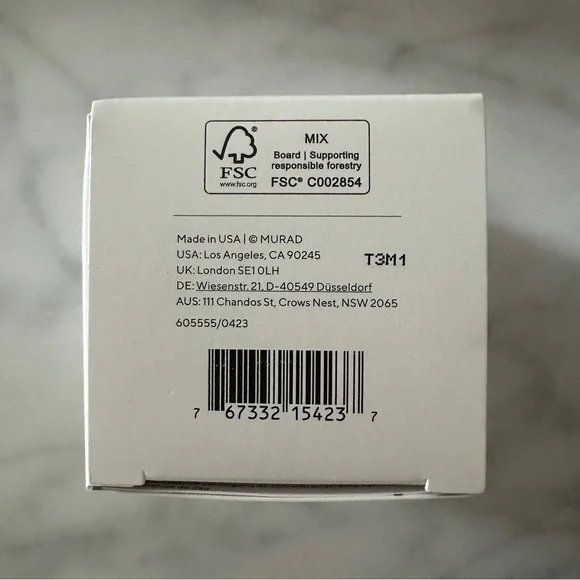 FSC®
www.fsc.org
MIX
Board | Supporting
responsible forestry
FSC® C002854
Made in USA | © MURAD
USA: Los Angeles, CA 90245
UK: London SE1 0LH
DE: Wiesenstr. 21, D-40549 Düsseldorf
AUS: 111 Chandos St, Crows Nest, NSW 2065
T3M1
605555/0423
7 67332 15423 7